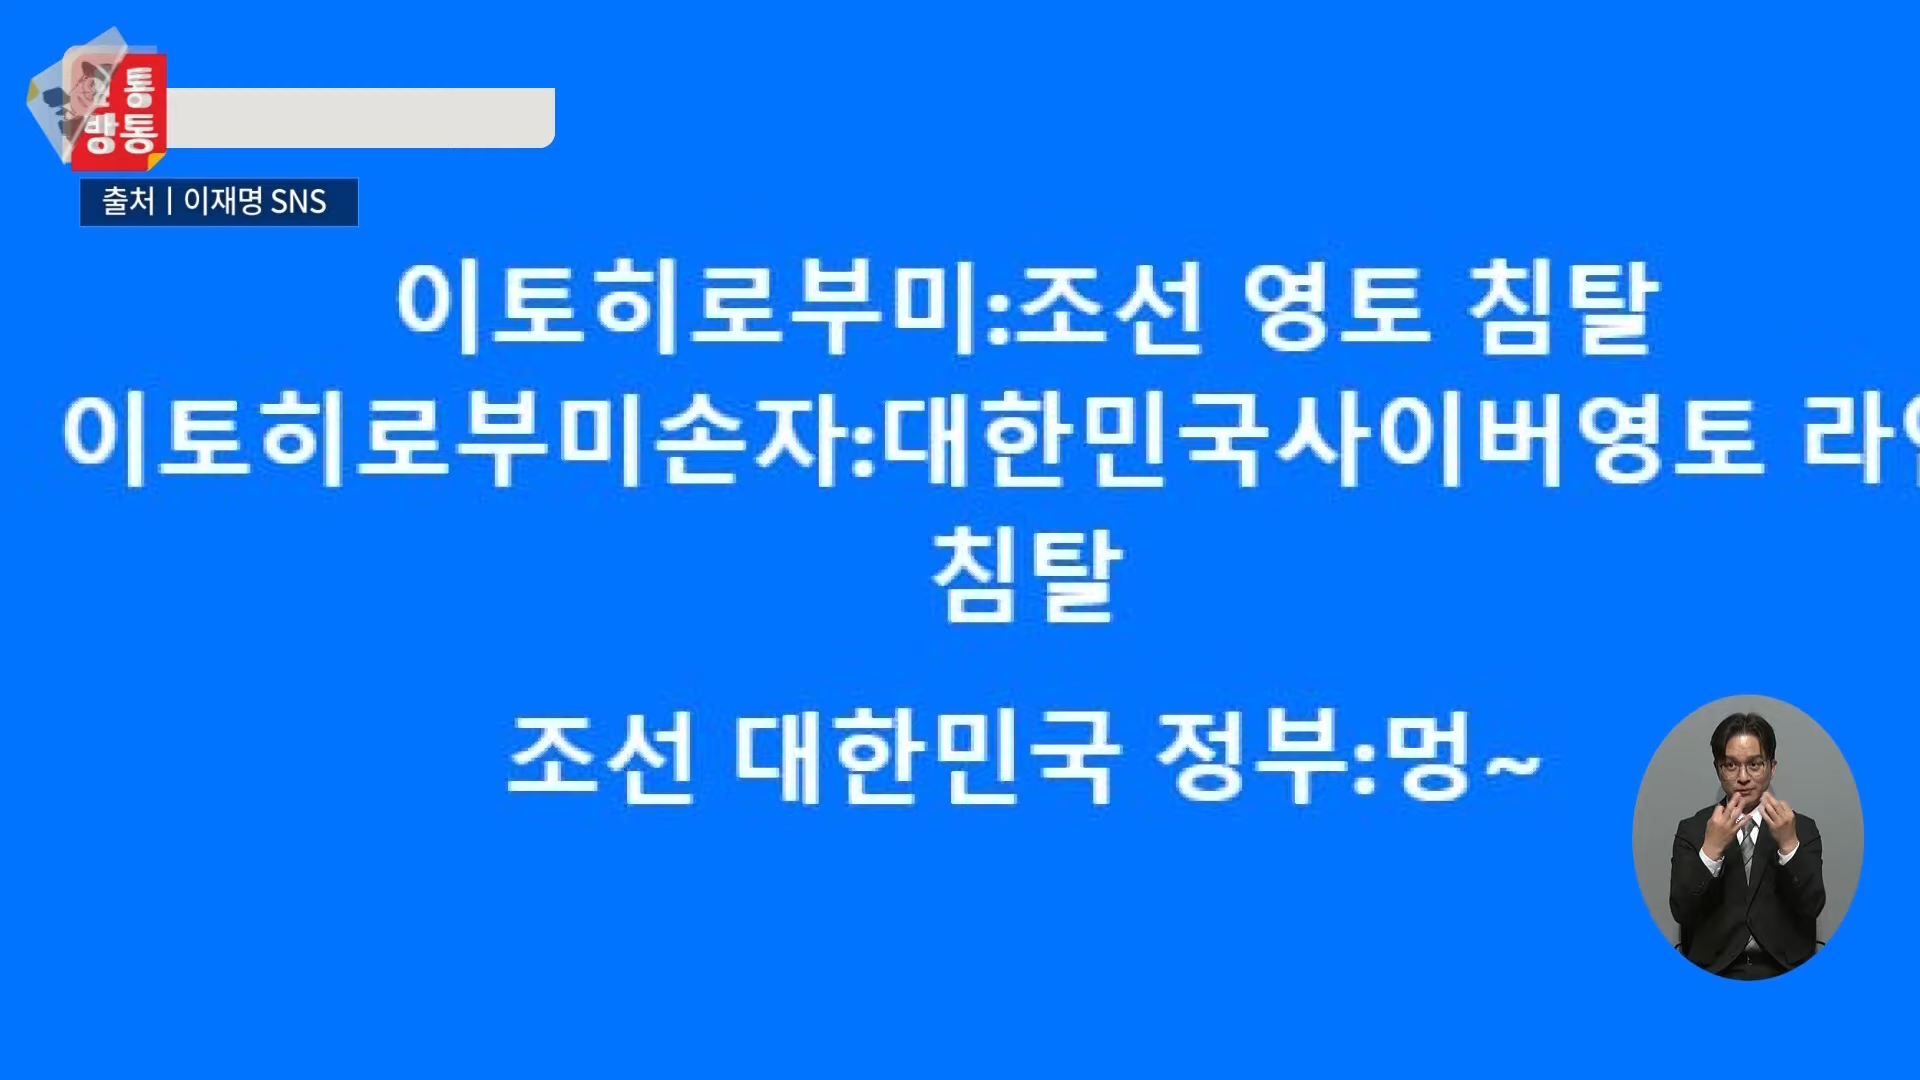 방통
출처 | 이재명 SNS
이토히로부미:조선 영토 침탈
이토히로부미손자:대한민국사이버영토
침탈
조선 대한민국 정부:멍~